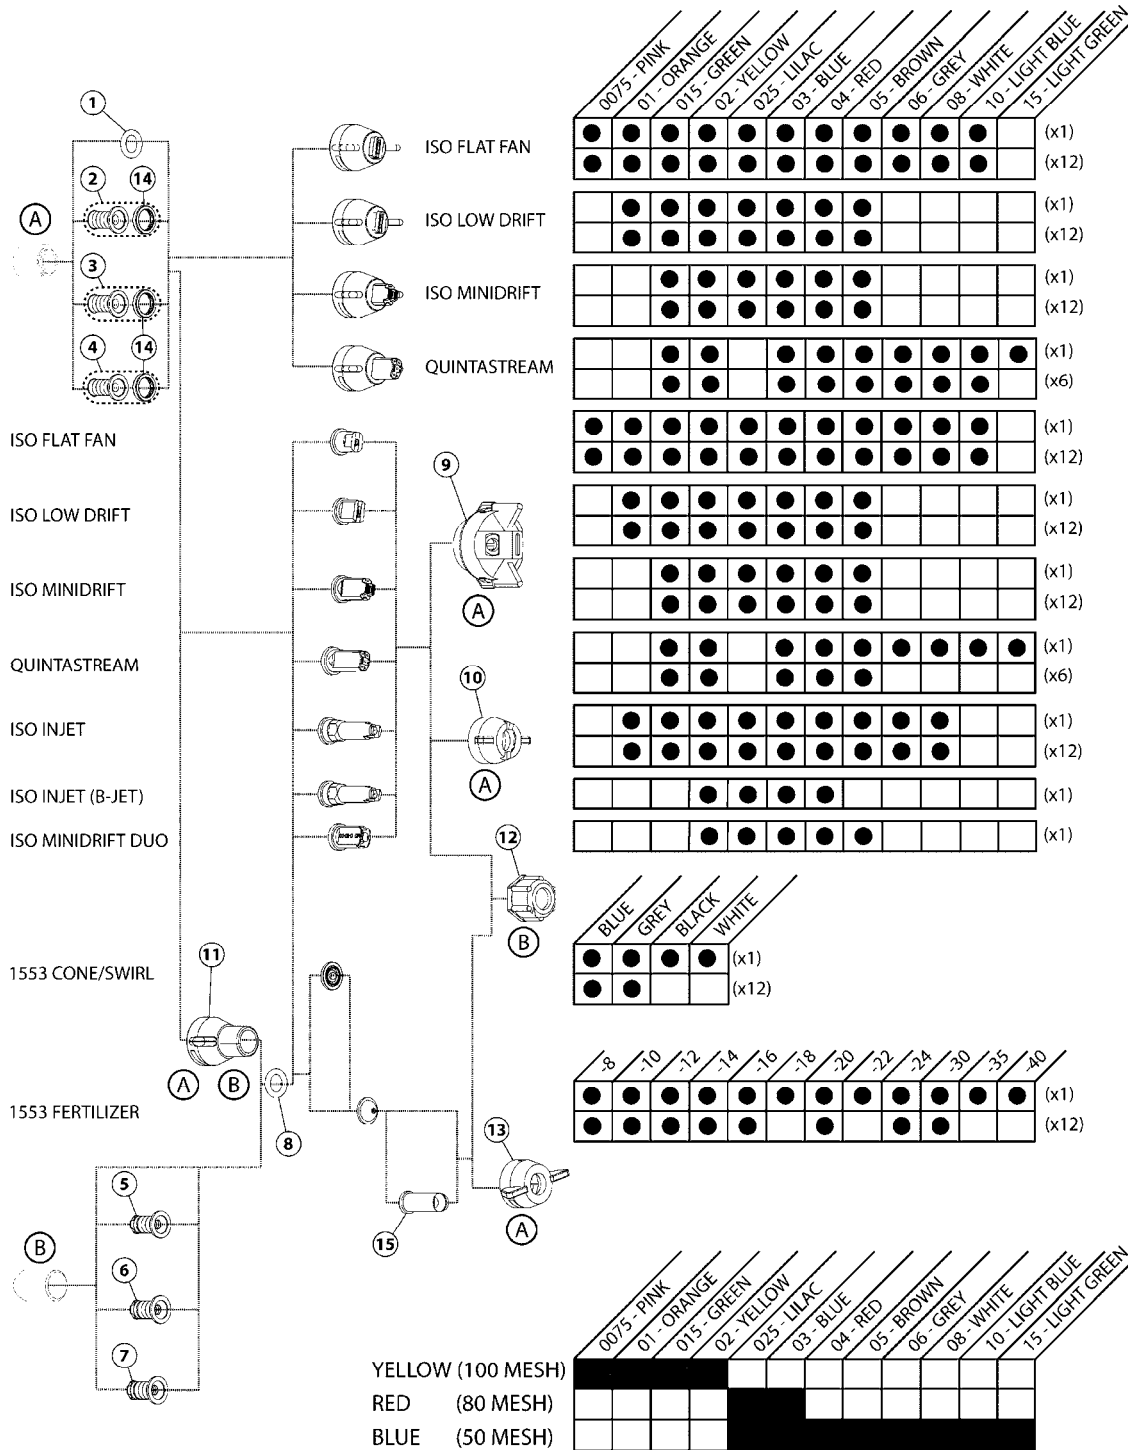 0075 - PINK
01 - ORANGE
015 - GREEN
02 - YELLOW
025 - LILAC
03 - BLUE
04 - RED
05 - BROWN
06 - GREY
08 - WHITE
10 - LIGHT BLUE
15 - LIGHT GREEN
1
ISO FLAT FAN
(x1)
(x12)
2
14
A
ISO LOW DRIFT
(x1)
(x12)
3
ISO MINIDRIFT
(x1)
(x12)
4
14
QUINTASTREAM
(x1)
(x6)
ISO FLAT FAN
(x1)
(x12)
9
ISO LOW DRIFT
(x1)
(x12)
ISO MINIDRIFT
A
(x1)
(x12)
QUINTASTREAM
(x1)
(x6)
10
ISO INJET
A
(x1)
(x12)
ISO INJET (B-JET)
(x1)
ISO MINIDRIFT DUO
12
(x1)
B
BLUE
GREY
BLACK
WHITE
11
1553 CONE/SWIRL
(x1)
(x12)
A
B
-8
-10
-12
-14
-16
-18
-20
-22
-24
-30
-35
-40
1553 FERTILIZER
8
(x1)
(x12)
13
5
15
A
B
6
7
0075 - PINK
01 - ORANGE
015 - GREEN
02 - YELLOW
025 - LILAC
03 - BLUE
04 - RED
05 - BROWN
06 - GREY
08 - WHITE
10 - LIGHT BLUE
15 - LIGHT GREEN
YELLOW (100 MESH)
RED (80 MESH)
BLUE (50 MESH)